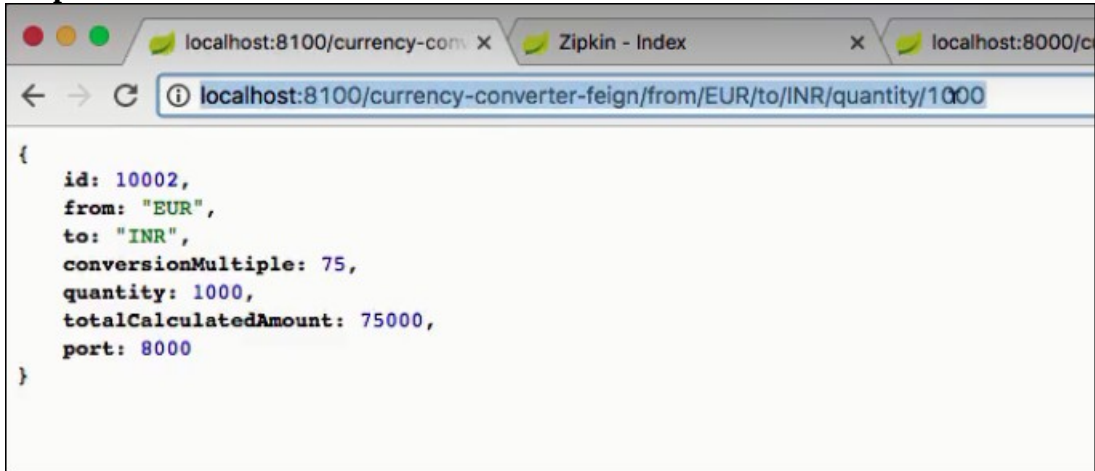 localhost:8100/currency-con
Zipkin - Index
localhost:8000/c
localhost:8100/currency-converter-feign/from/EUR/to/INR/quantity/1000
{
id: 10002,
from: "EUR",
to: "INR",
conversionMultiple: 75,
quantity: 1000,
totalCalculatedAmount: 75000,
port: 8000
}